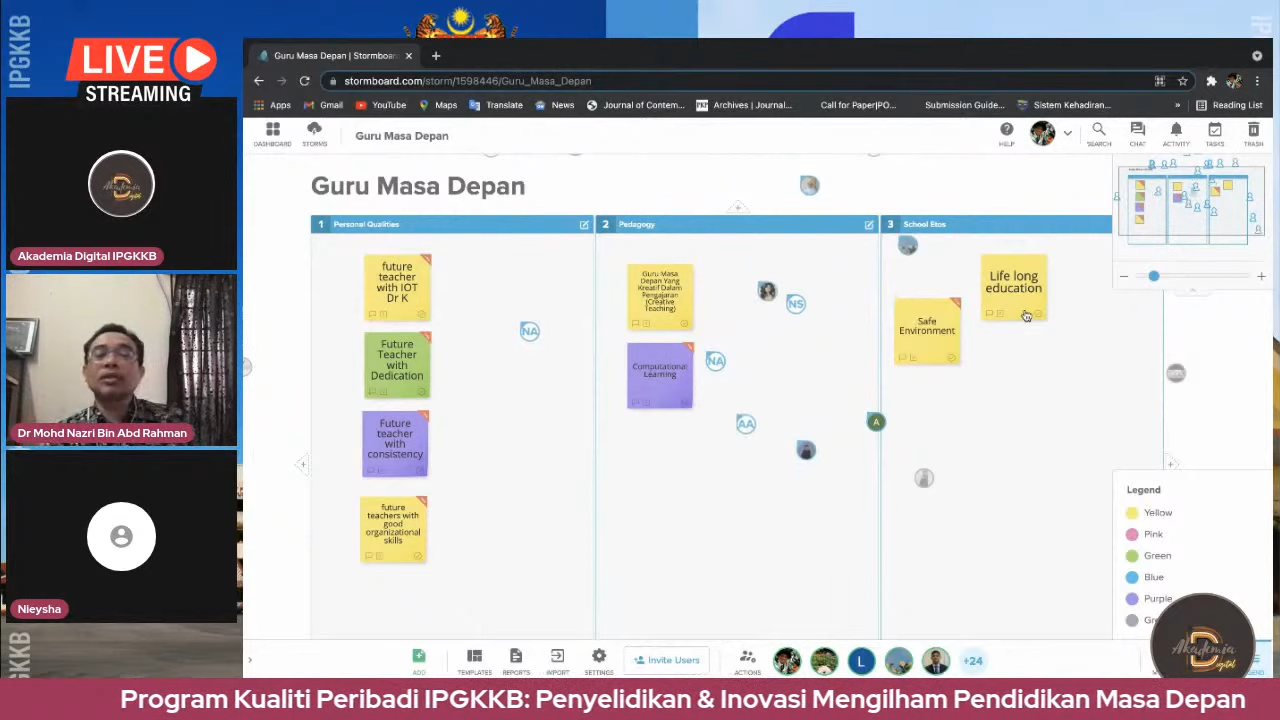 IPGKKB
LIVE
STREAMING
Akademia Digital
Akademia Digital IPGKKB
Dr Mohd Nazri Bin Abd Rahman
Nieysha
IPGKKB
Guru Masa Depan | Stormboar
stormboard.com/storm/1598446/Guru_Masa_Depan
Apps
Gmail
YouTube
Maps
Translate
News
Journal of Contem...
Archives | Journal...
Call for Paper|PO...
Submission Guide...
Sistem Kehadiran...
»
Reading List
DASHBOARD
STORMS
Guru Masa Depan
HELP
SEARCH
CHAT
ACTIVITY
TASKS
TRASH
Guru Masa Depan
1 Personal Qualities
future
teacher
with IOT
Dr K
Future
Teacher
with
Dedication
Future
teacher
with
consistency
future
teachers with
good
organizational
skills
NA
2 Pedagogy
Guru Masa
Depan Yang
Kreatif Dalam
Pengajaran
(Creative
Teaching)
Computational
Learning
NS
NA
AA
A
3 School Etos
Life long
education
Safe
Environment
Legend
Yellow
Pink
Green
Blue
Purple
ADD
TEMPLATES
REPORTS
IMPORT
SETTINGS
Invite Users
ACTIONS
L
+24
Akademia
Digital
Program Kualiti Peribadi IPGKKB: Penyelidikan & Inovasi Mengilham Pendidikan Masa Depan